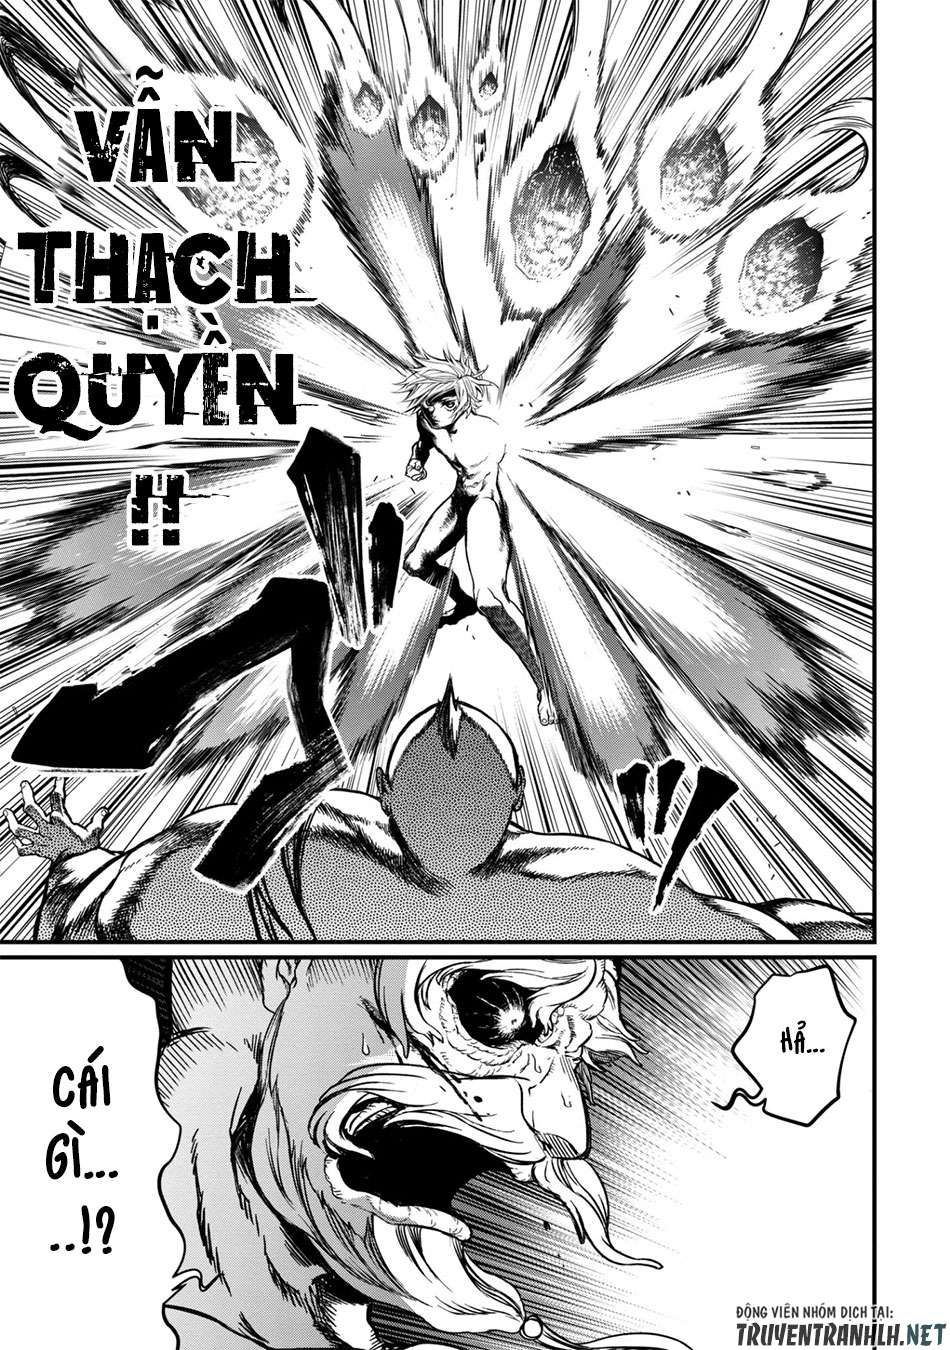 VẪN
THẠCH
QUYỀN
!!
HẢ...
CÁI
GÌ...
..!?
ĐỘNG VIÊN NHÓM DỊCH TẠI:
TRUYENTRANHLH.NET